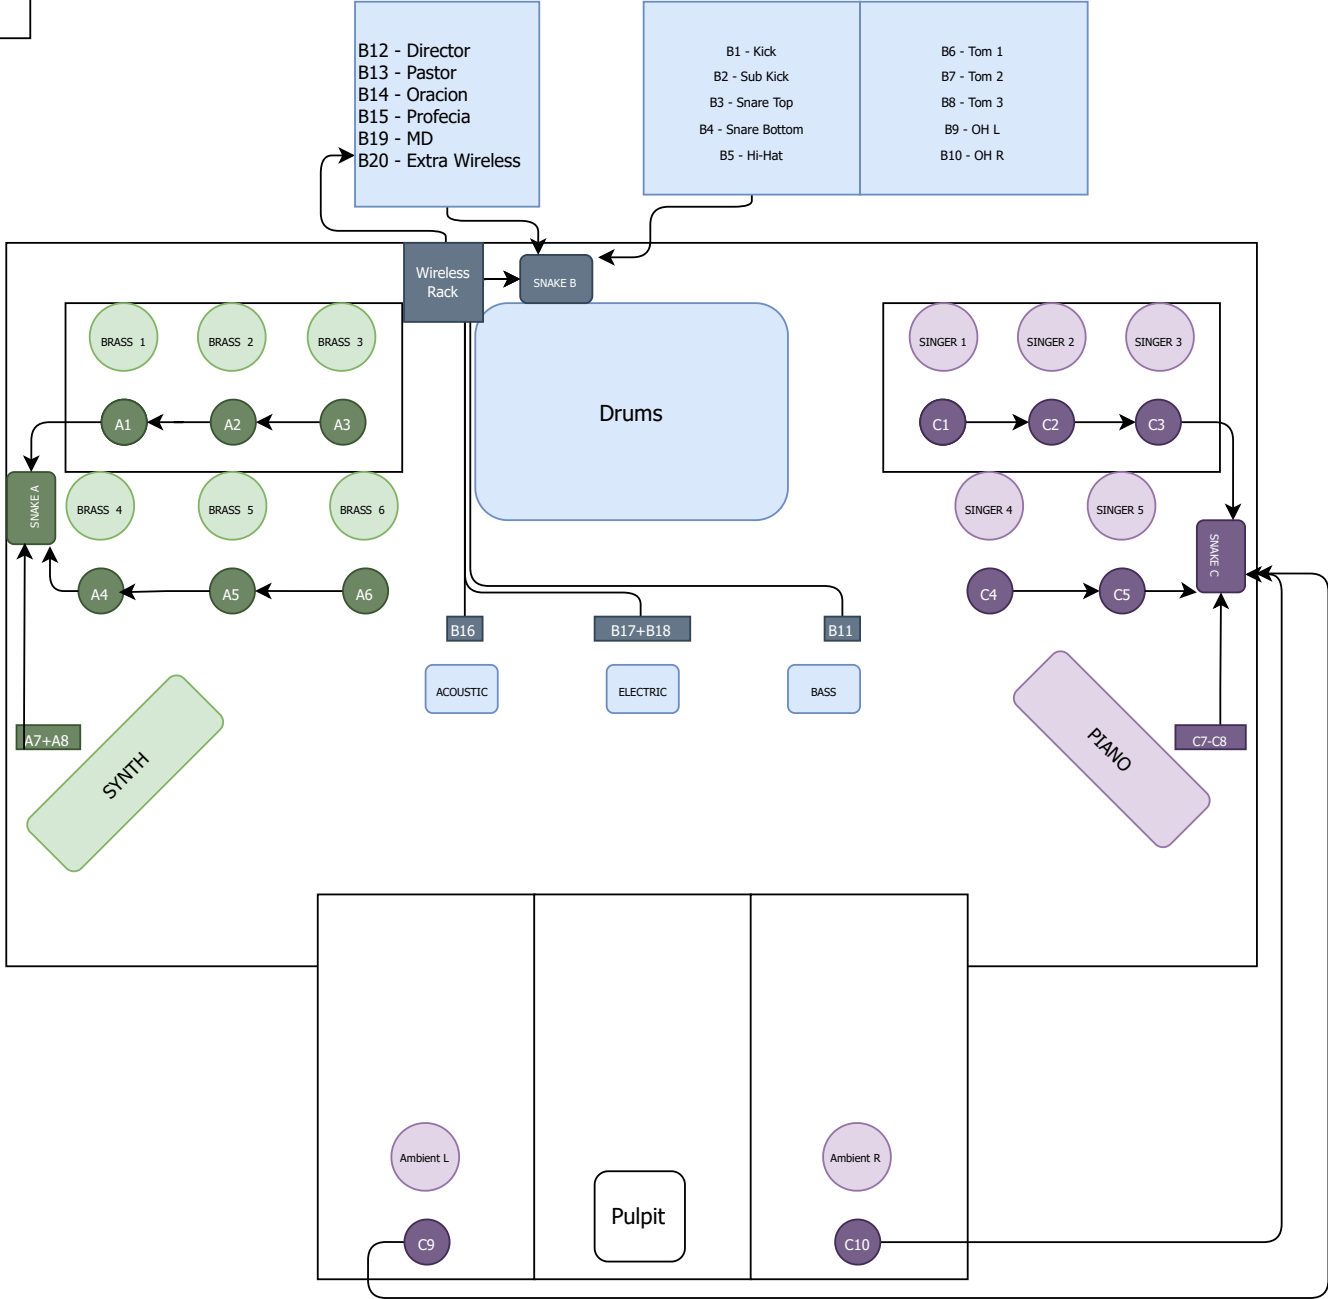 B12 - Director
B13 - Pastor
B14 - Oracion
B15 - Profecia
B19 - MD
B20 - Extra Wireless
B1 - Kick
B2 - Sub Kick
B3 - Snare Top
B4 - Snare Bottom
B5 - Hi-Hat
B6 - Tom 1
B7 - Tom 2
B8 - Tom 3
B9 - OH L
B10 - OH R
Wireless
Rack
SNAKE B
BRASS 1
BRASS 2
BRASS 3
A1
A2
A3
SNAKE A
BRASS 4
BRASS 5
BRASS 6
A4
A5
A6
Drums
SINGER 1
SINGER 2
SINGER 3
C1
C2
C3
SINGER 4
SINGER 5
SNAKE C
C4
C5
B16
B17+B18
B11
ACOUSTIC
ELECTRIC
BASS
A7+A8
SYNTH
PIANO
C7-C8
Ambient L
Ambient R
Pulpit
C9
C10